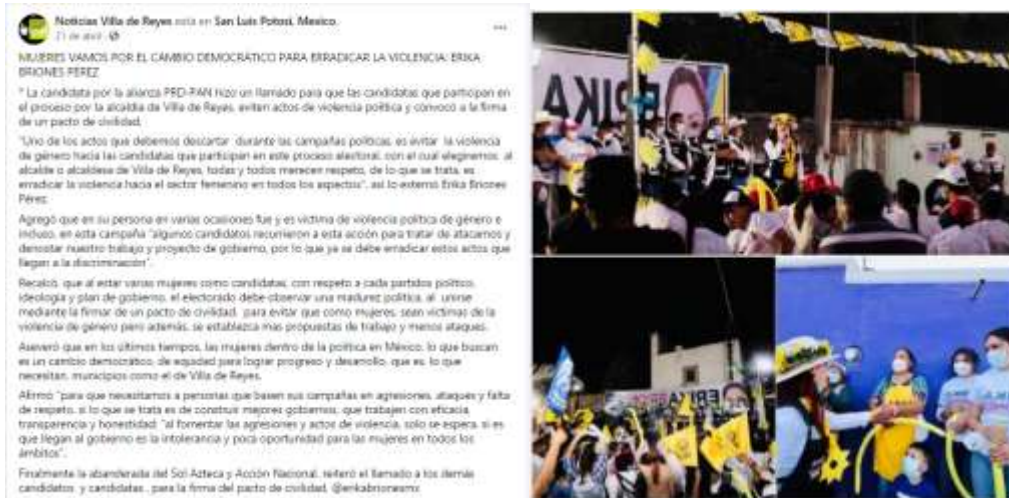 Noticias Villa de Reyes está en San Luis Potosí, Mexico.
21 de abril
MUJERES VAMOS POR EL CAMBIO DEMOCRÁTICO PARA ERRADICAR LA VIOLENCIA: ERIKA
BRIONES PÉREZ
* La candidata por la alianza PRD-PAN hizo un llamado para que las candidatas que participan en
el proceso por la alcaldía de Villa de Reyes, eviten actos de violencia política y convocó a la firma
de un pacto de civilidad.
"Uno de los actos que debemos descartar durante las campañas políticas, es evitar la violencia
de género hacia las candidatas que participan en este proceso electoral, con el cual elegiremos al
alcalde o alcaldesa de Villa de Reyes, todas y todos merecen respeto, de lo que se trata, es
erradicar la violencia hacia el sector femenino en todos los aspectos", así lo externó Erika Briones
Pérez.
Agregó que en su persona en varias ocasiones fue y es víctima de violencia política de género e
incluso, en esta campaña "algunos candidatos recurrieron a esta acción para tratar de atacarnos y
denostar nuestro trabajo y proyecto de gobierno, por lo que ya se debe erradicar estos actos que
llegan a la discriminación".
Recalcó, que al estar varias mujeres como candidatas, con respeto a cada partidos político,
ideología y plan de gobierno, el electorado debe observar una madurez política, al unirse
mediante la firmar de un pacto de civilidad, para evitar que como mujeres, sean víctimas de la
violencia de género pero además, se establezca mas propuestas de trabajo y menos ataques.
Aseveró que en los últimos tiempos, las mujeres dentro de la política en México, lo que buscan
es un cambio democrático, de equidad para lograr progreso y desarrollo, que es, lo que
necesitan, municipios como el de Villa de Reyes.
Afirmó "para que necesitamos a personas que basen sus campañas en agresiones, ataques y falta
de respeto, si lo que se trata es de construir mejores gobiernos, que trabajen con eficacia,
transparencia y honestidad; "al fomentar las agresiones y actos de violencia, solo se espera, si es
que llegan al gobierno es la intolerancia y poca oportunidad para las mujeres en todos los
ámbitos".
Finalmente la abanderada del Sol Azteca y Acción Nacional, reiteró el llamado a los demás
candidatos y candidatas, para la firma del pacto de civilidad. @erikabrionesmx
ERIKA
ERIKA